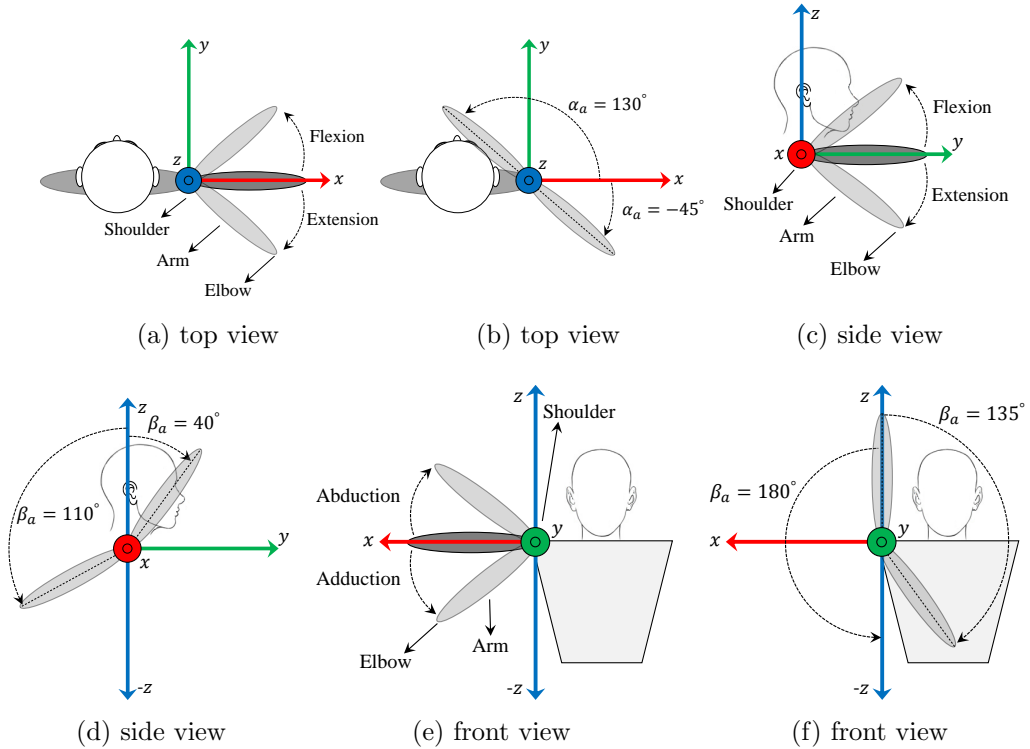 y
z
x
Flexion
Extension
Shoulder
Arm
Elbow
(a) top view
y
α_a = 130°
z
x
α_a = −45°
(b) top view
z
Flexion
x
y
Extension
Shoulder
Arm
Elbow
(c) side view
z
β_a = 40°
β_a = 110°
y
x
-z
(d) side view
z
Shoulder
Abduction
x
y
Adduction
Arm
Elbow
-z
(e) front view
z
β_a = 135°
β_a = 180°
x
y
-z
(f) front view